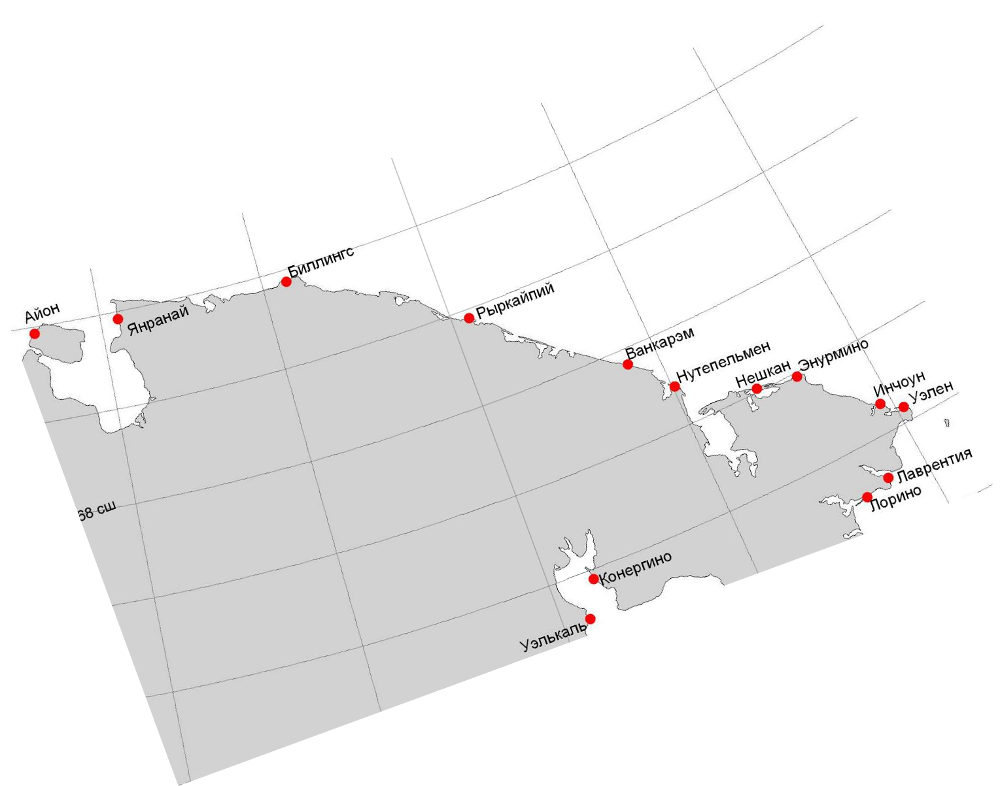 Биллингс
Айон
Янранай
Рыркайпий
Ванкарэм
Нутепельмен
Нешкан
Энурмино
Инчоун
Уэлен
Лаврентия
Лорино
68 сш
Конергино
Уэлькаль